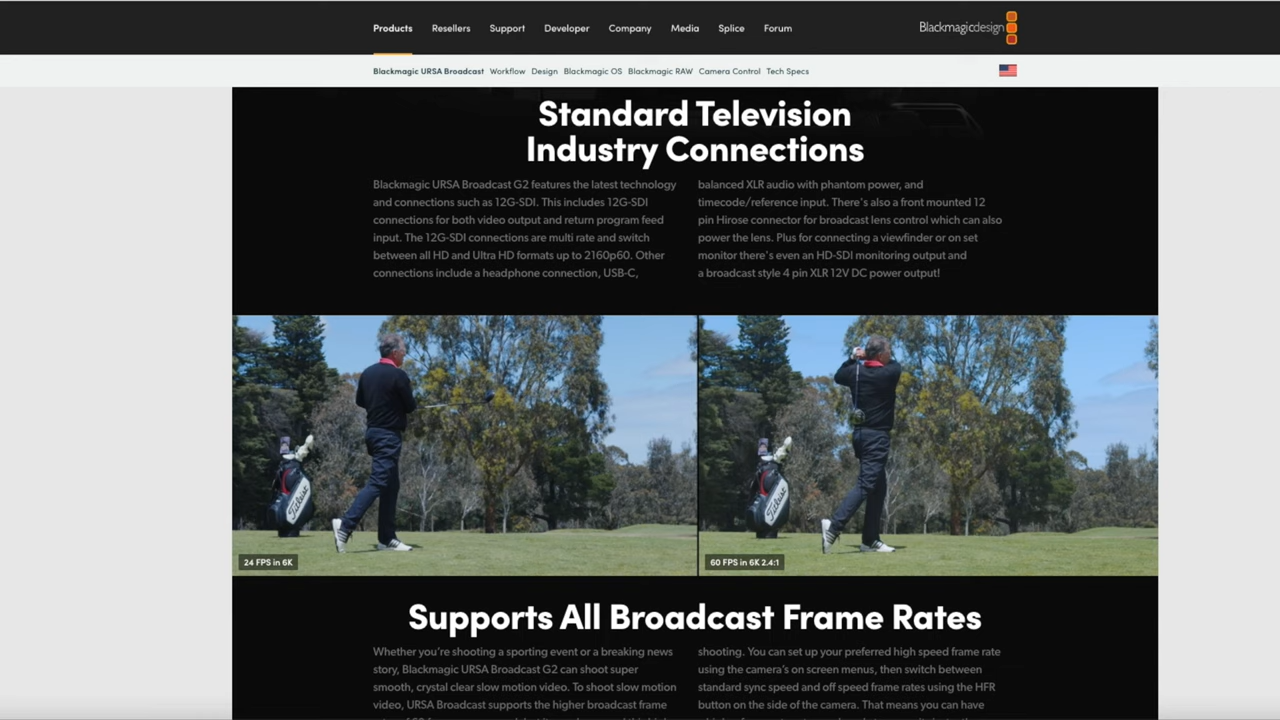 Products Resellers Support Developer Company Media Splice Forum
Blackmagicdesign
Blackmagic URSA Broadcast Workflow Design Blackmagic OS Blackmagic RAW Camera Control Tech Specs
Standard Television
Industry Connections
Blackmagic URSA Broadcast G2 features the latest technology
and connections such as 12G-SDI. This includes 12G-SDI
connections for both video output and return program feed
input. The 12G-SDI connections are multi rate and switch
between all HD and Ultra HD formats up to 2160p60. Other
connections include a headphone connection, USB-C,
balanced XLR audio with phantom power, and
timecode/reference input. There's also a front mounted 12
pin Hirose connector for broadcast lens control which can also
power the lens. Plus for connecting a viewfinder or on set
monitor there's even an HD-SDI monitoring output and
a broadcast style 4 pin XLR 12V DC power output!
Titleist
Titleist
24 FPS in 6K
60 FPS in 6K 2.4:1
Supports All Broadcast Frame Rates
Whether you're shooting a sporting event or a breaking news
story, Blackmagic URSA Broadcast G2 can shoot super
smooth, crystal clear slow motion video. To shoot slow motion
video, URSA Broadcast supports the higher broadcast frame
shooting. You can set up your preferred high speed frame rate
using the camera's on screen menus, then switch between
standard sync speed and off speed frame rates using the HFR
button on the side of the camera. That means you can have